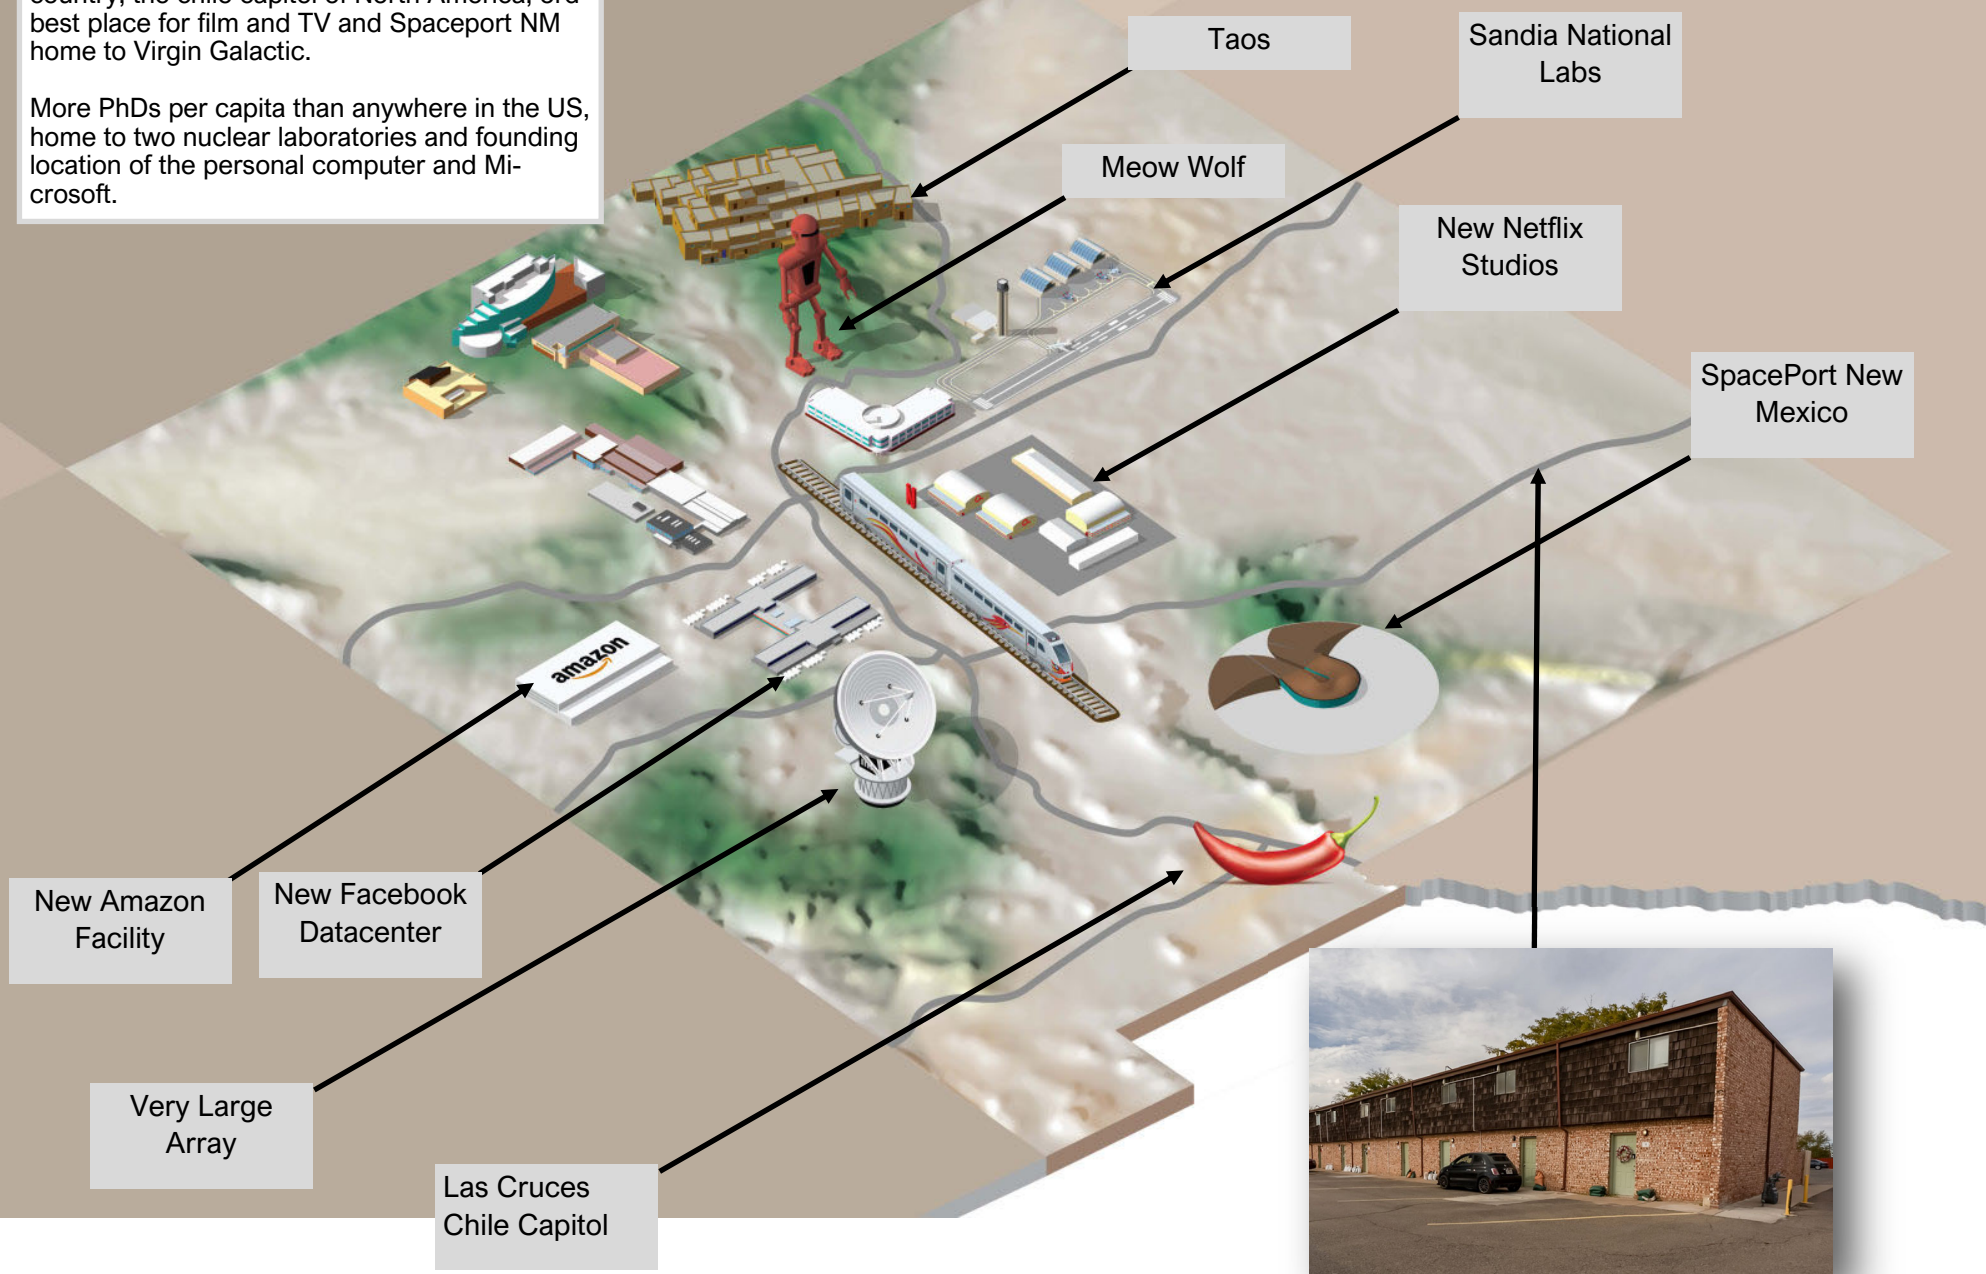 best place for film and TV and Spaceport NM
home to Virgin Galactic.
More PhDs per capita than anywhere in the US,
home to two nuclear laboratories and founding
location of the personal computer and Mi-
crosoft.
Taos
Sandia National
Labs
Meow Wolf
New Netflix
Studios
SpacePort New
Mexico
N
amazon
New Amazon
Facility
New Facebook
Datacenter
Very Large
Array
Las Cruces
Chile Capitol